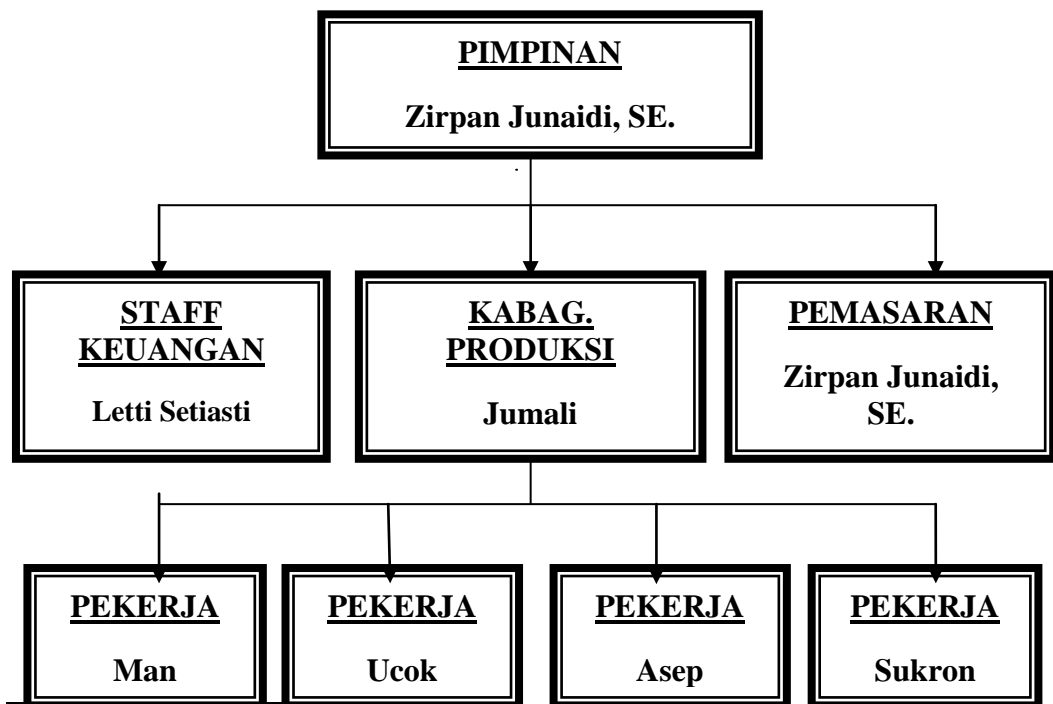 PIMPINAN
Zirpan Junaidi, SE.
STAFF
KEUANGAN
Letti Setiasti
KABAG.
PRODUKSI
Jumali
PEMASARAN
Zirpan Junaidi,
SE.
PEKERJA
Man
PEKERJA
Ucok
PEKERJA
Asep
PEKERJA
Sukron